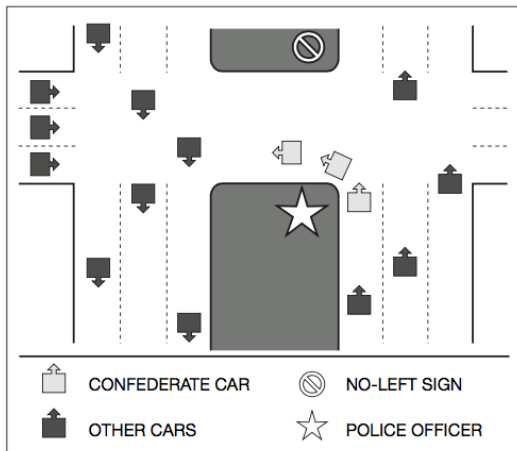 CONFEDERATE CAR
NO-LEFT SIGN
OTHER CARS
POLICE OFFICER